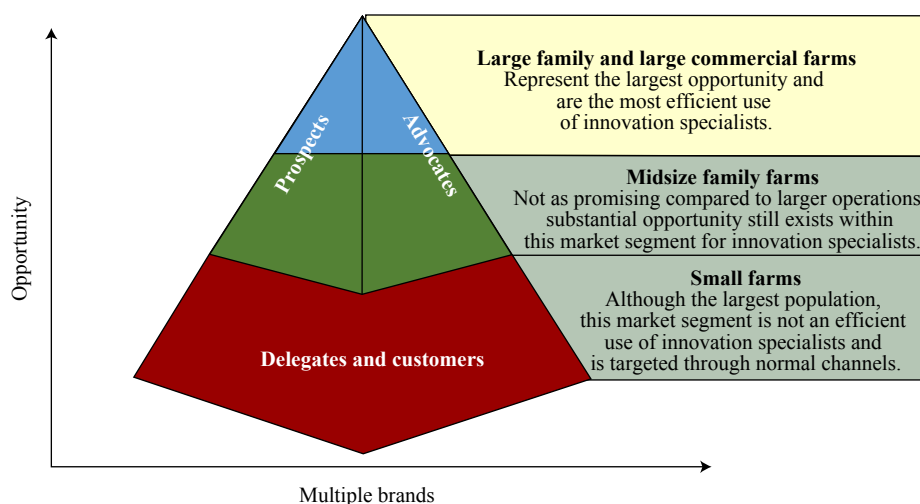 Large family and large commercial farms
Represent the largest opportunity and
are the most efficient use
of innovation specialists.
Prospects
Advocates
Midsize family farms
Not as promising compared to larger operations
substantial opportunity still exists within
this market segment for innovation specialists.
Opportunity
Small farms
Although the largest population,
this market segment is not an efficient
use of innovation specialists and
is targeted through normal channels.
Delegates and customers
Multiple brands